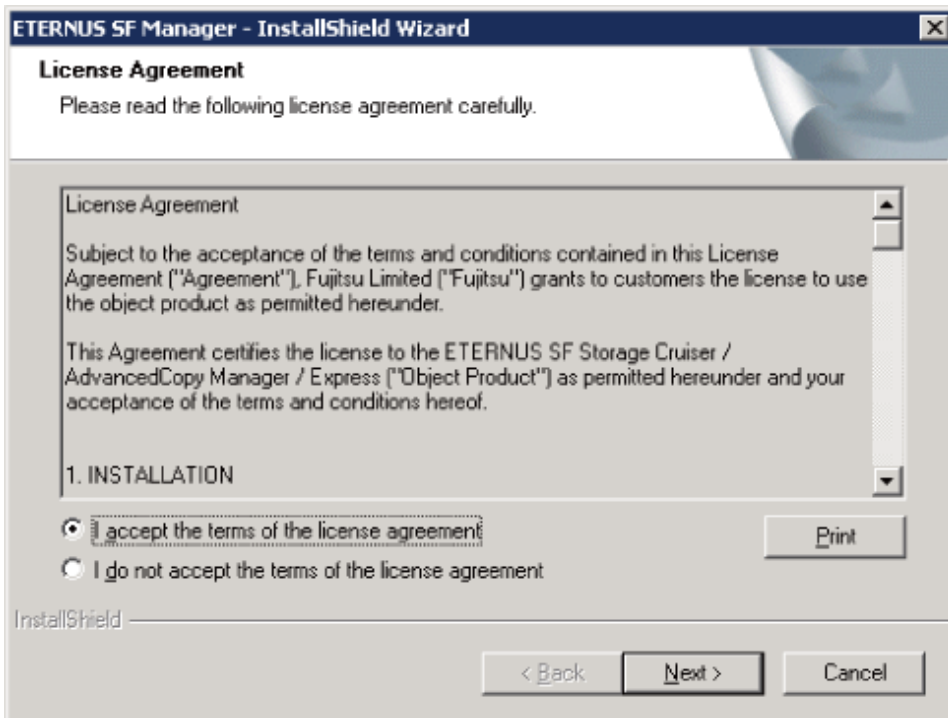 ETERNUS SF Manager - InstallShield Wizard
License Agreement
Please read the following license agreement carefully.
License Agreement
Subject to the acceptance of the terms and conditions contained in this License
Agreement ("Agreement"), Fujitsu Limited ("Fujitsu") grants to customers the license to use
the object product as permitted hereunder.
This Agreement certifies the license to the ETERNUS SF Storage Cruiser /
AdvancedCopy Manager / Express ("Object Product") as permitted hereunder and your
acceptance of the terms and conditions hereof.
1. INSTALLATION
I accept the terms of the license agreement
Print
I do not accept the terms of the license agreement
InstallShield
< Back
Next >
Cancel